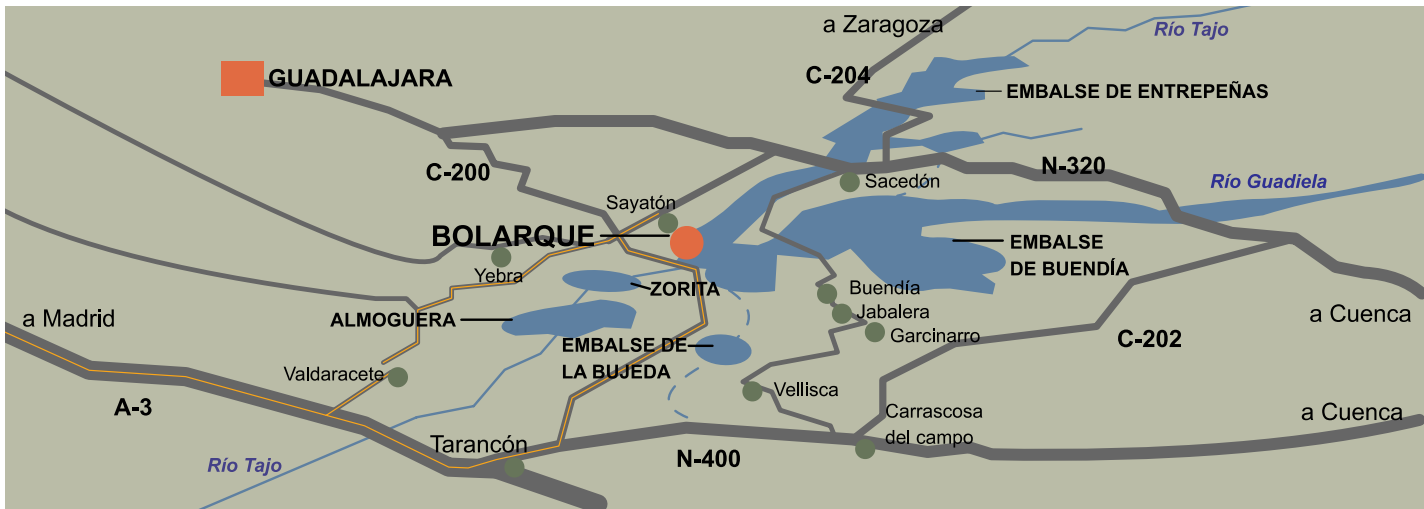 a Zaragoza
Río Tajo
GUADALAJARA
C-204
EMBALSE DE ENTREPEÑAS
C-200
N-320
Sacedón
Río Guadiela
Sayatón
BOLARQUE
EMBALSE
DE BUENDÍA
Yebra
ZORITA
Buendía
Jabalera
Garcinarro
a Madrid
ALMOGUERA
a Cuenca
EMBALSE DE
LA BUJEDA
C-202
Valdaracete
Vellisca
A-3
Carrascosa
del campo
a Cuenca
Tarancón
N-400
Río Tajo